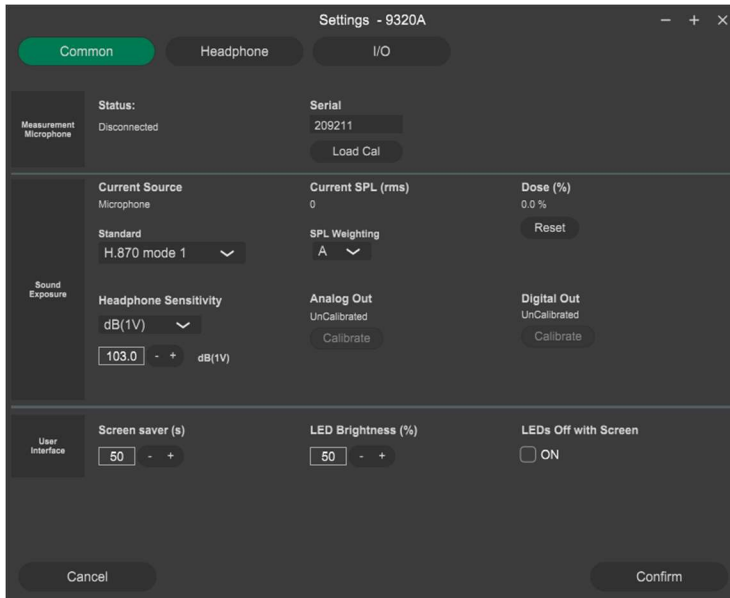 Settings - 9320A
Common Headphone I/O
Measurement
Microphone
Status: Serial
Disconnected 209211
Load Cal
Sound
Exposure
Current Source Current SPL (rms) Dose (%)
Microphone 0 0.0 %
Reset
Standard SPL Weighting
H.870 mode 1 A
Headphone Sensitivity Analog Out Digital Out
UnCalibrated UnCalibrated
dB(1V) Calibrate Calibrate
103.0 - + dB(1V)
User
Interface
Screen saver (s) LED Brightness (%) LEDs Off with Screen
50 - + 50 - + ON
Cancel Confirm